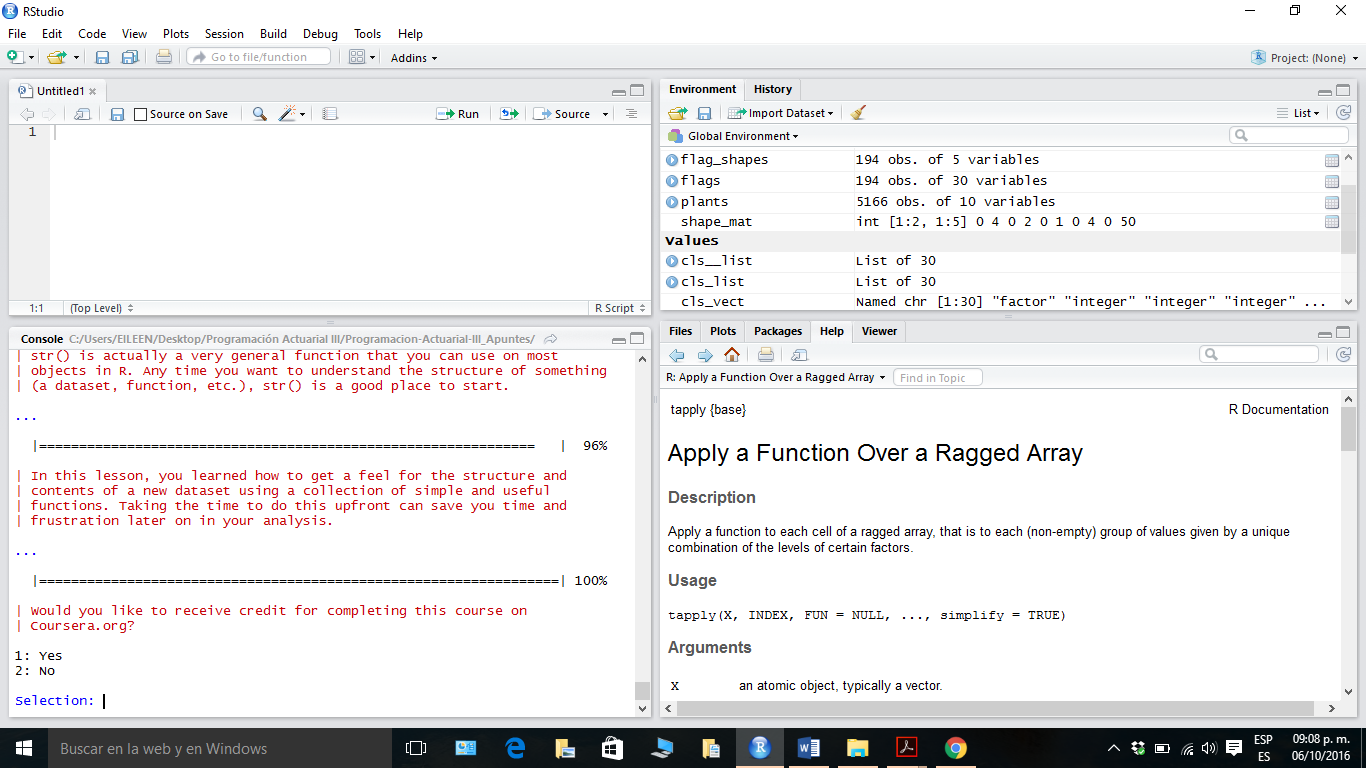 RStudio
File Edit Code View Plots Session Build Debug Tools Help
Go to file/function Addins Project: (None)
Untitled1
Source on Save Run Source
1
1:1 (Top Level) R Script
Console C:/Users/EILEEN/Desktop/Programación Actuarial III/Programacion-Actuarial-III_Apuntes/
| str() is actually a very general function that you can use on most
| objects in R. Any time you want to understand the structure of something
| (a dataset, function, etc.), str() is a good place to start.
...
|==============================================================   |  96%
| In this lesson, you learned how to get a feel for the structure and
| contents of a new dataset using a collection of simple and useful
| functions. Taking the time to do this upfront can save you time and
| frustration later on in your analysis.
...
|=================================================================| 100%
| Would you like to receive credit for completing this course on
| Coursera.org?
1: Yes
2: No
Selection:
Environment History
Import Dataset List
Global Environment
flag_shapes 194 obs. of 5 variables
flags 194 obs. of 30 variables
plants 5166 obs. of 10 variables
shape_mat int [1:2, 1:5] 0 4 0 2 0 1 0 4 0 50
Values
cls__list List of 30
cls_list List of 30
cls_vect Named chr [1:30] "factor" "integer" "integer" "integer" ...
Files Plots Packages Help Viewer
R: Apply a Function Over a Ragged Array Find in Topic
tapply {base} R Documentation
Apply a Function Over a Ragged Array
Description
Apply a function to each cell of a ragged array, that is to each (non-empty) group of values given by a unique
combination of the levels of certain factors.
Usage
tapply(X, INDEX, FUN = NULL, ..., simplify = TRUE)
Arguments
X an atomic object, typically a vector.
Buscar en la web y en Windows
ESP 09:08 p. m.
ES 06/10/2016